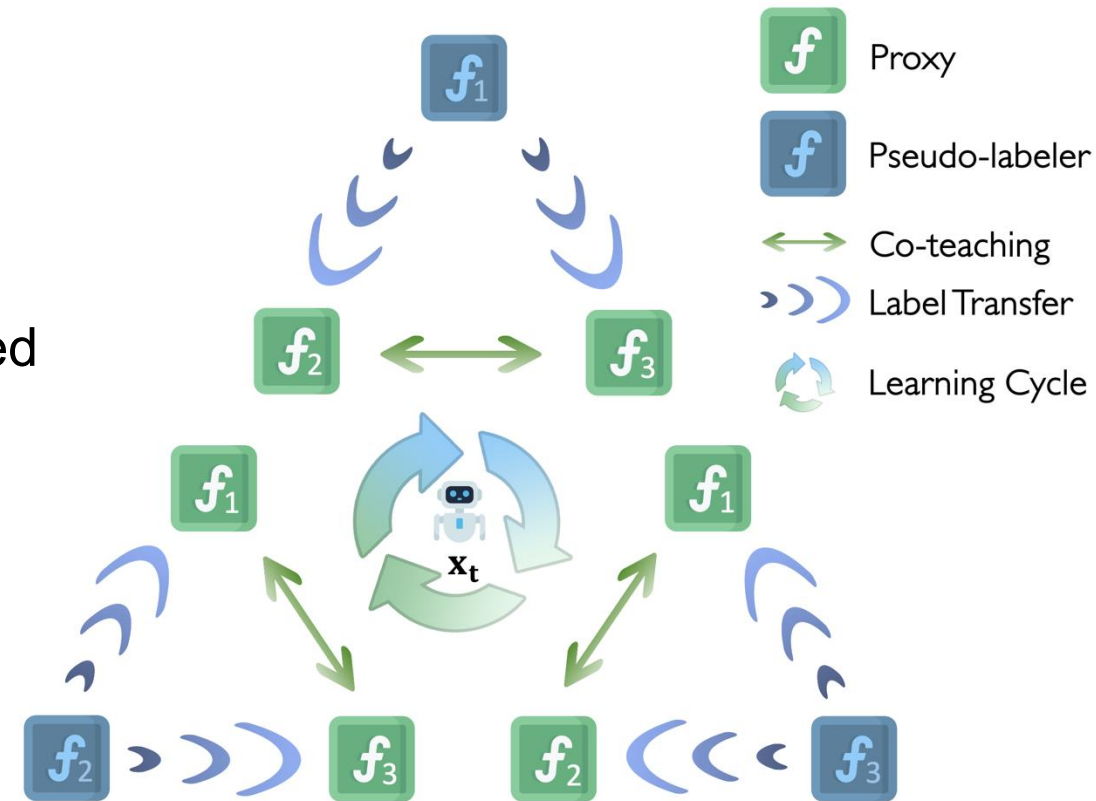 f1
f Proxy
f Pseudo-labeler
Co-teaching
Label Transfer
Learning Cycle
ed
f2
f3
f1
f1
xt
f2
f3
f2
f3